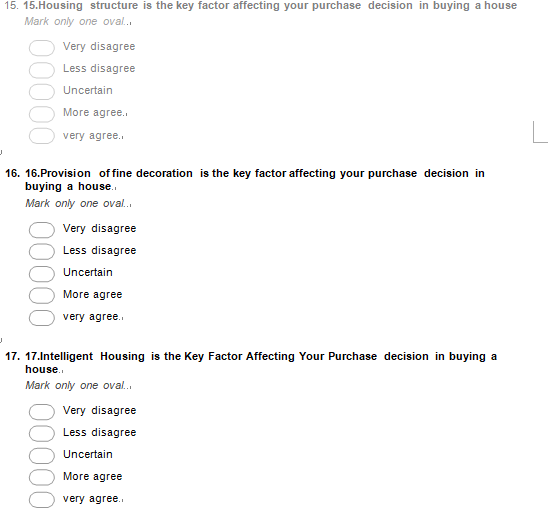 15. 15.Housing structure is the key factor affecting your purchase decision in buying a house
Mark only one oval..
Very disagree
Less disagree
Uncertain
More agree.
very agree.
16. 16.Provision of fine decoration is the key factor affecting your purchase decision in
buying a house.
Mark only one oval..
Very disagree
Less disagree
Uncertain
More agree
very agree.
17. 17.Intelligent Housing is the Key Factor Affecting Your Purchase decision in buying a
house.
Mark only one oval..
Very disagree
Less disagree
Uncertain
More agree
very agree.